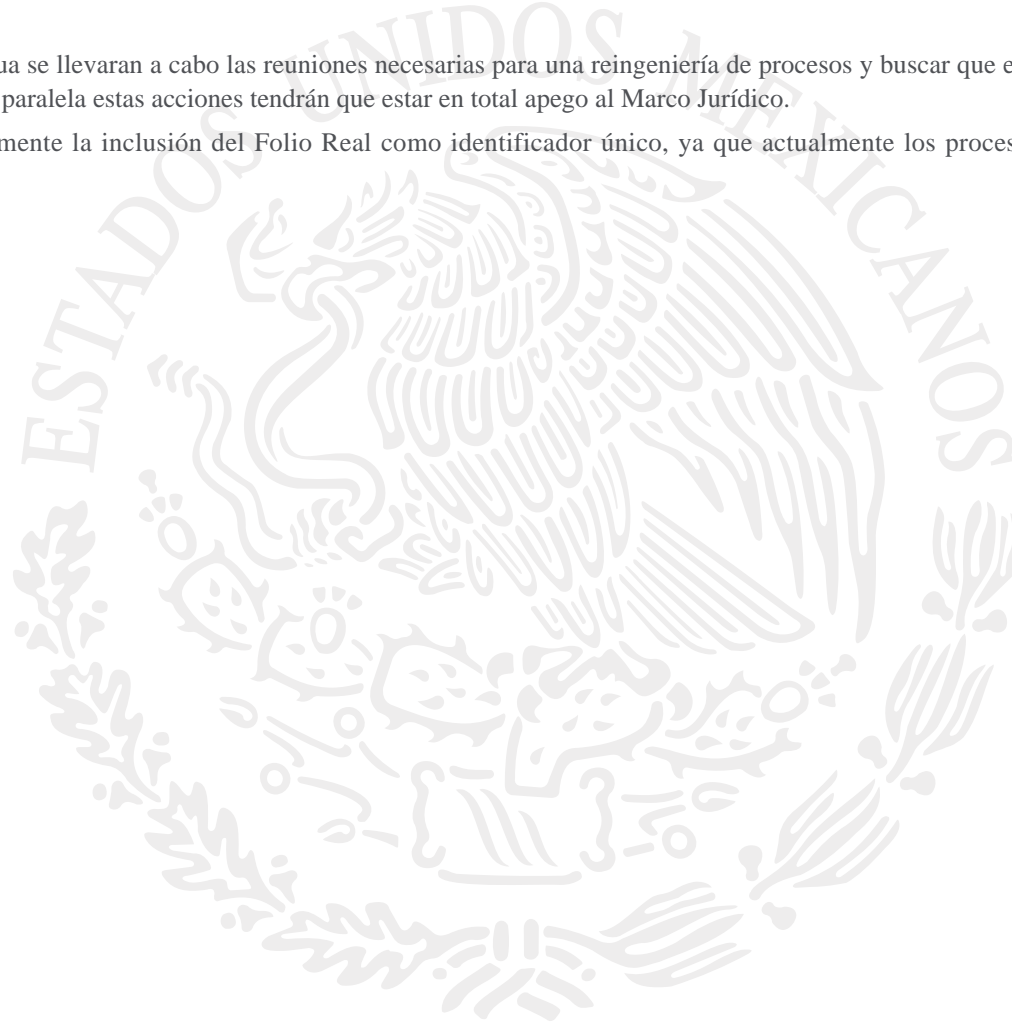 ua se llevaran a cabo las reuniones necesarias para una reingeniería de procesos y buscar que e
paralela estas acciones tendrán que estar en total apego al Marco Jurídico.
mente la inclusión del Folio Real como identificador único, ya que actualmente los proces
ESTADOS UNIDOS MEXICANOS